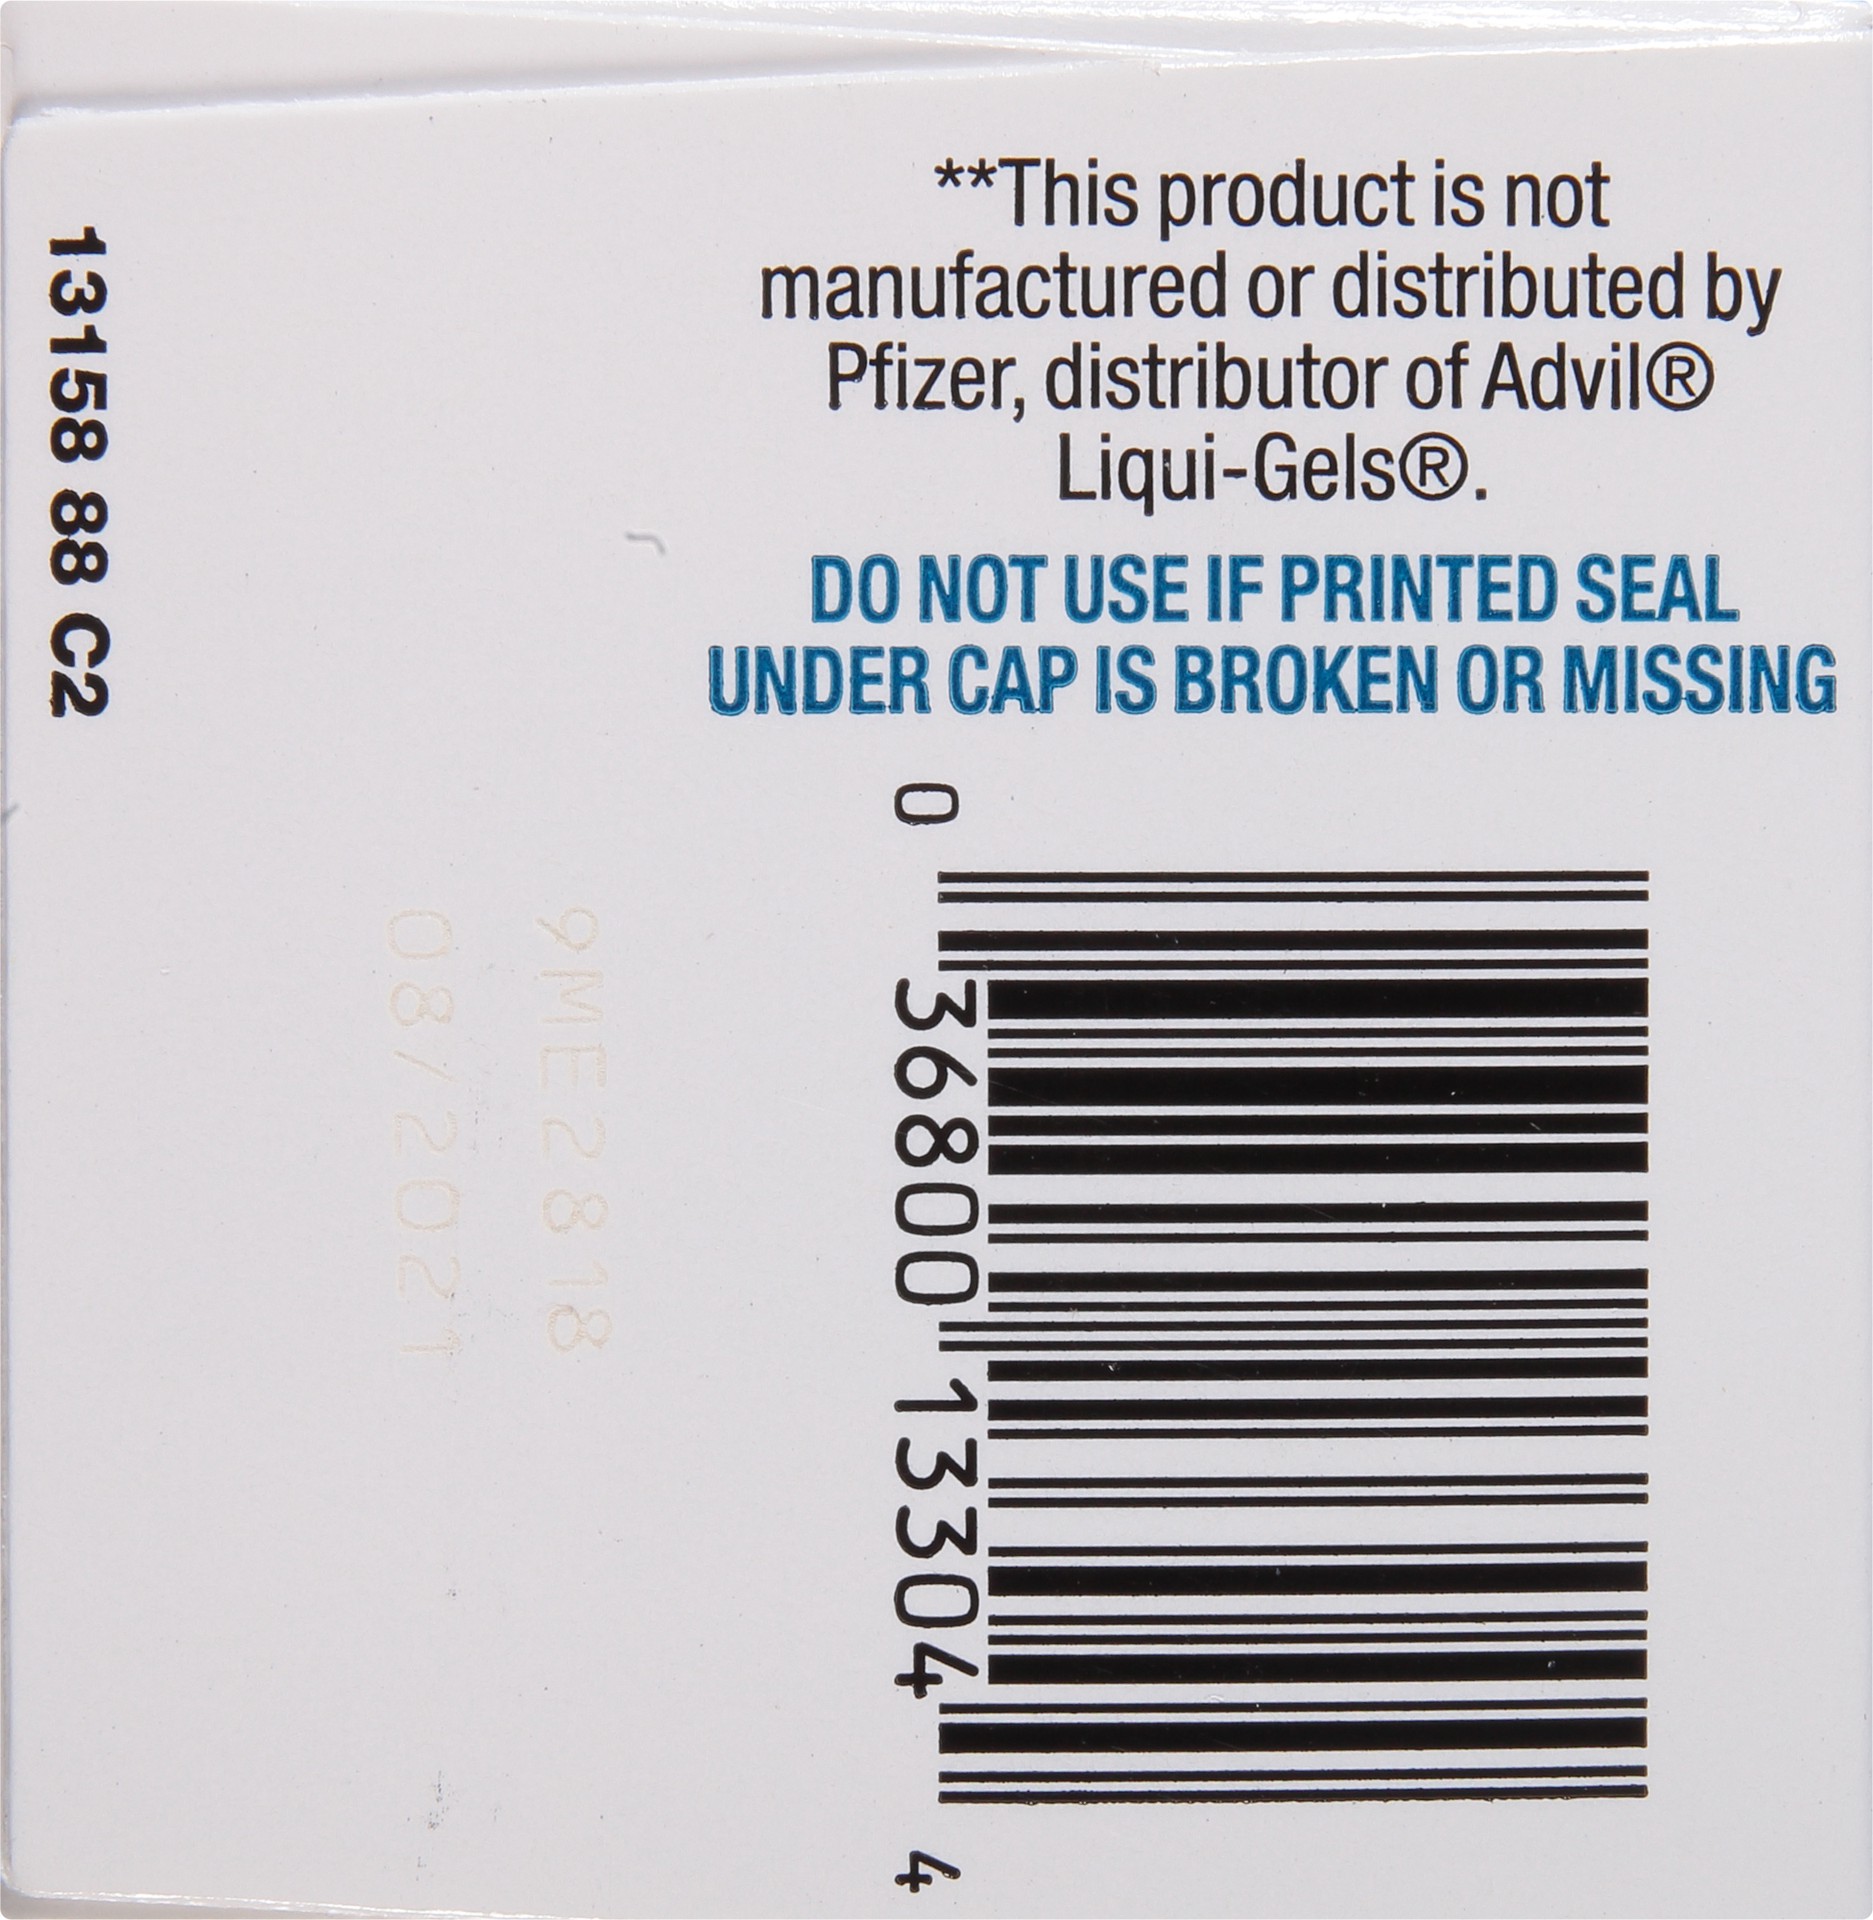 **This product is not
manufactured or distributed by
Pfizer, distributor of Advil®
Liqui-Gels®.
DO NOT USE IF PRINTED SEAL
UNDER CAP IS BROKEN OR MISSING
13158 88 C2
9ME2818
08/2021
0 36800 13304 4